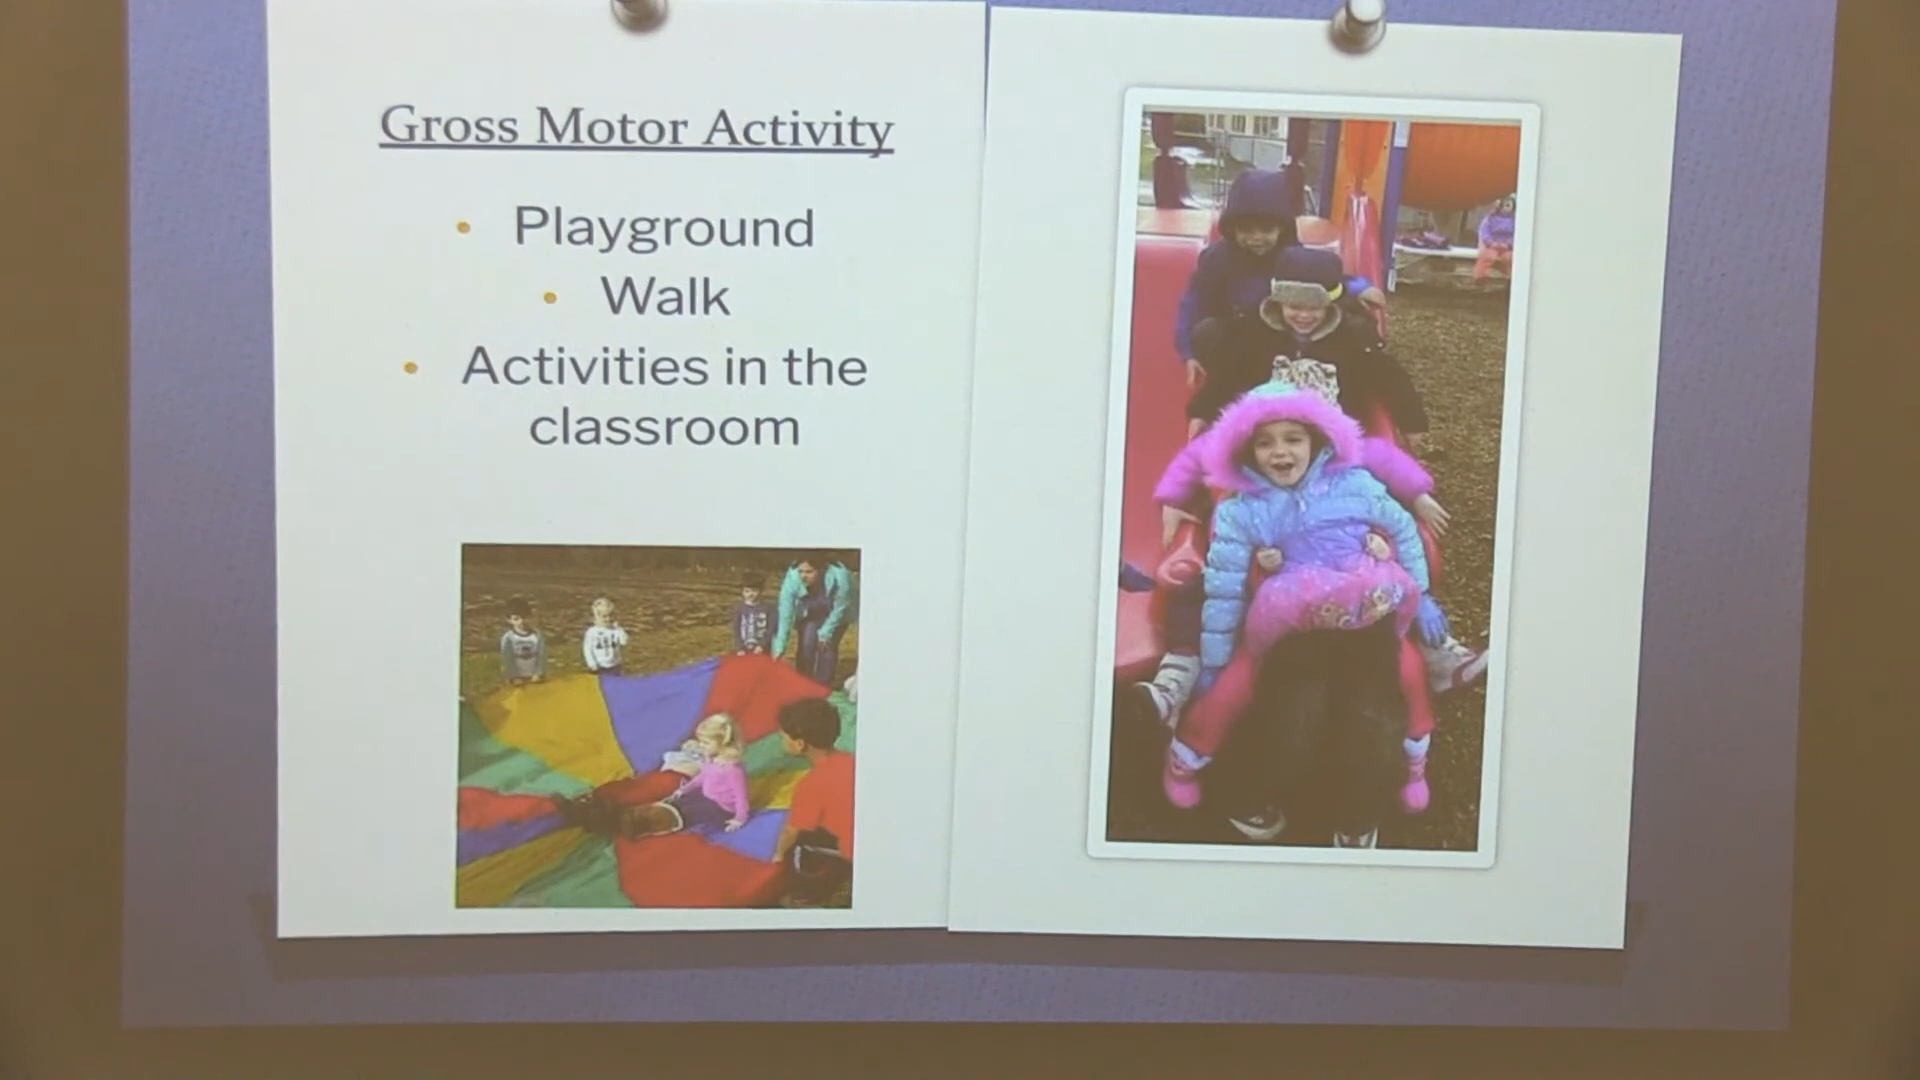 Gross Motor Activity
• Playground
• Walk
• Activities in the
classroom